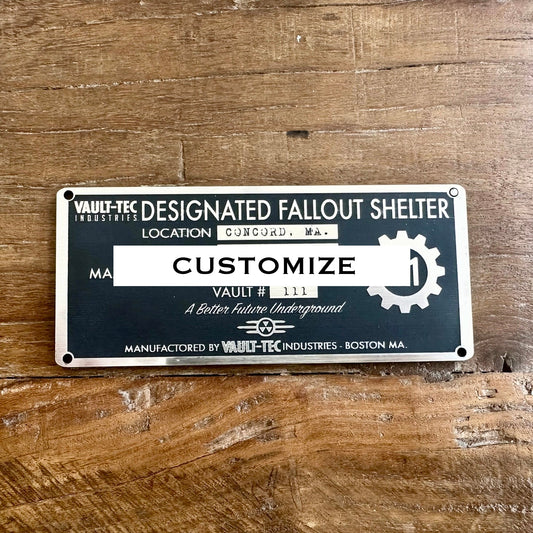 VAULT-TEC
INDUSTRIES
DESIGNATED FALLOUT SHELTER
LOCATION CONCORD, MA.
CUSTOMIZE
VAULT # 111
A Better Future Underground
MANUFACTORED BY VAULT-TEC INDUSTRIES - BOSTON MA.